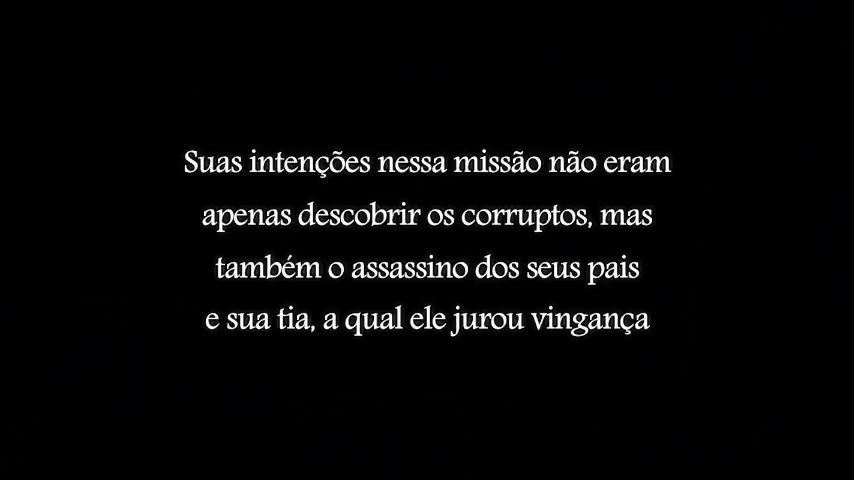 Suas intenções nessa missão não eram
apenas descobrir os corruptos, mas
também o assassino dos seus pais
e sua tia, a qual ele jurou vingança